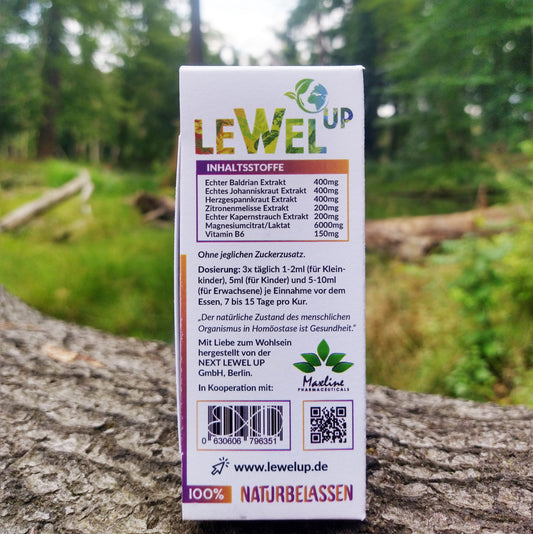 LEWEL UP
INHALTSSTOFFE
Echter Baldrian Extrakt 400mg
Echtes Johanniskraut Extrakt 400mg
Herzgespannkraut Extrakt 400mg
Zitronenmelisse Extrakt 200mg
Echter Kapernstrauch Extrakt 200mg
Magnesiumcitrat/Laktat 6000mg
Vitamin B6 150mg
Ohne jeglichen Zuckerzusatz.
Dosierung: 3x täglich 1-2ml (für Klein-
kinder), 5ml (für Kinder) und 5-10ml
(für Erwachsene) je Einnahme vor dem
Essen, 7 bis 15 Tage pro Kur.
„Der natürliche Zustand des menschlichen
Organismus in Homöostase ist Gesundheit.“
Mit Liebe zum Wohlsein
hergestellt von der
NEXT LEWEL UP
GmbH, Berlin.
In Kooperation mit:
Maxline
PHARMACEUTICALS
0 630606 796351
www.lewelup.de
100% NATURBELASSEN